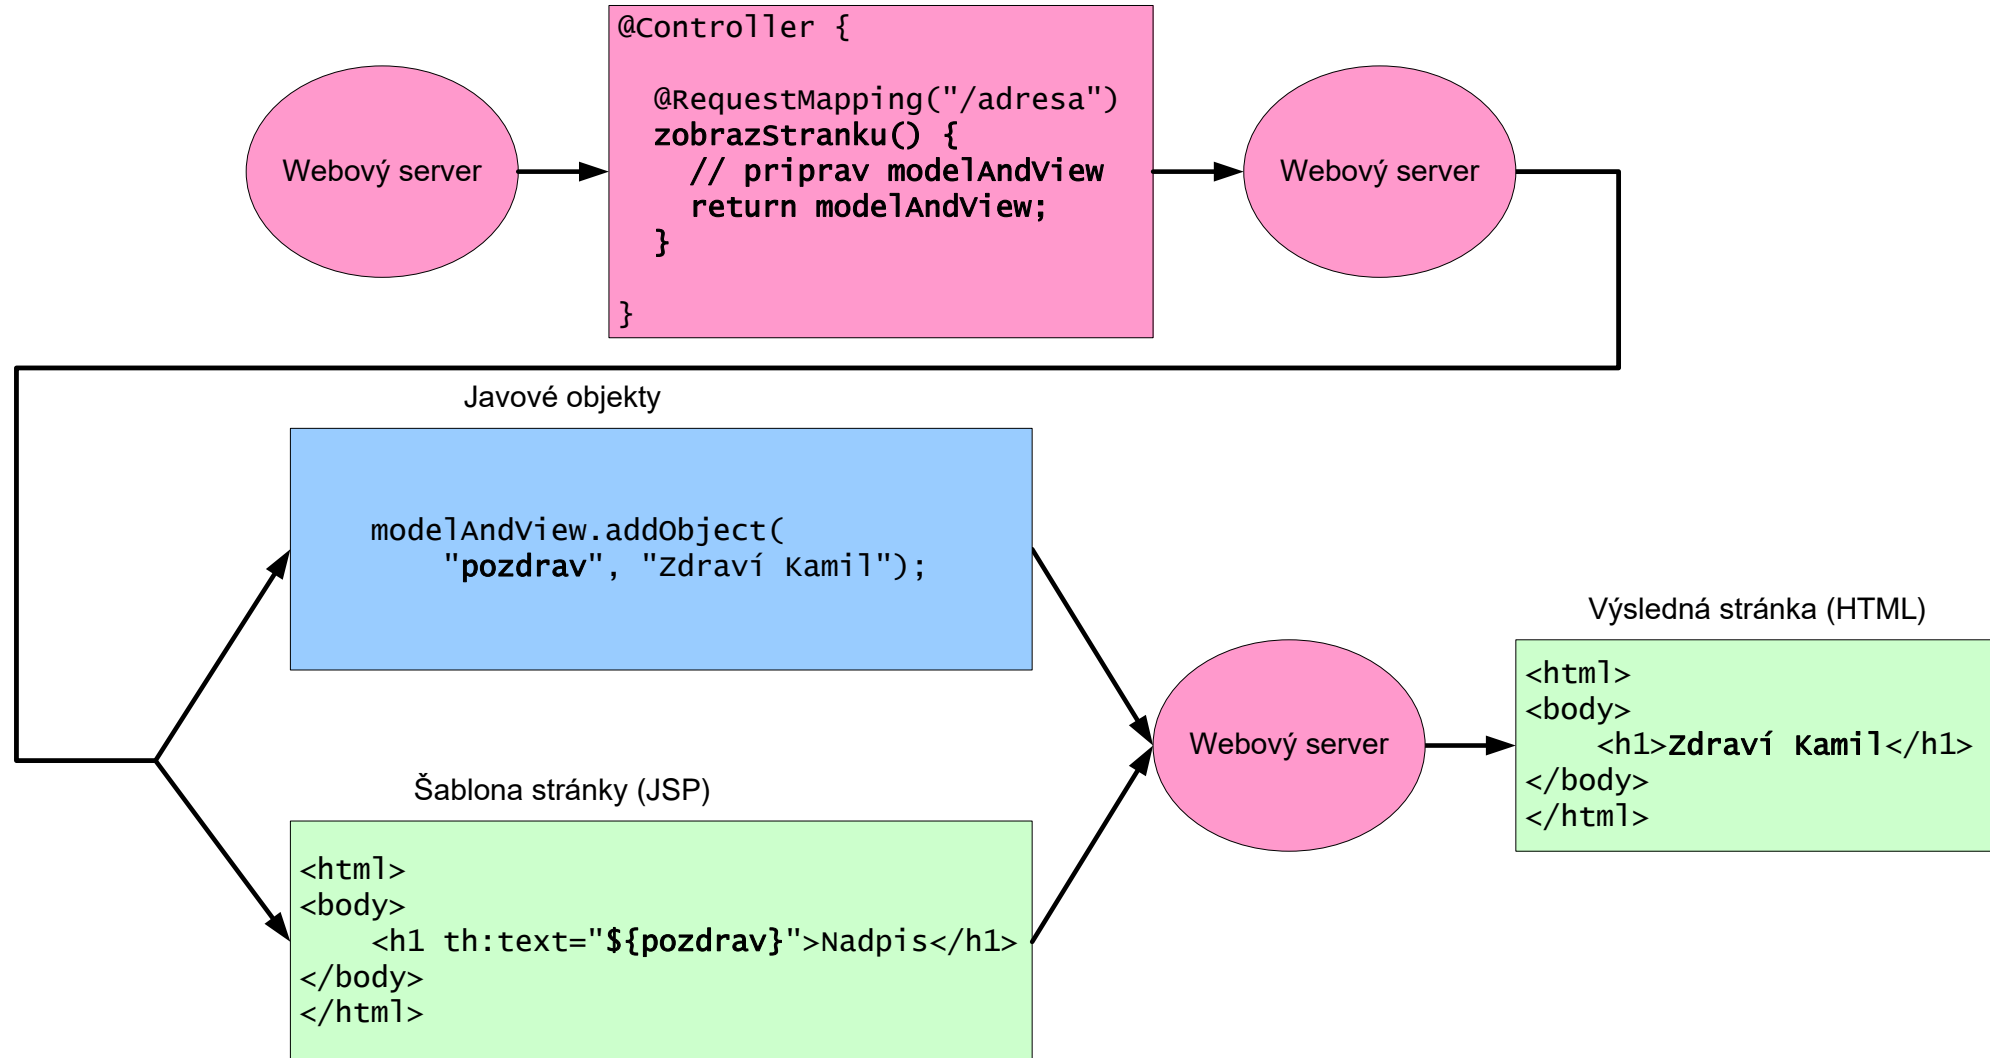 Webový server
@Controller {
@RequestMapping("/adresa")
zobrazStranku() {
// priprav modelAndView
return modelAndView;
}
}
Webový server
Javové objekty
modelAndView.addObject(
"pozdrav", "Zdraví Kamil");
Šablona stránky (JSP)
<html>
<body>
<h1 th:text="${pozdrav}">Nadpis</h1>
</body>
</html>
Webový server
Výsledná stránka (HTML)
<html>
<body>
<h1>Zdraví Kamil</h1>
</body>
</html>